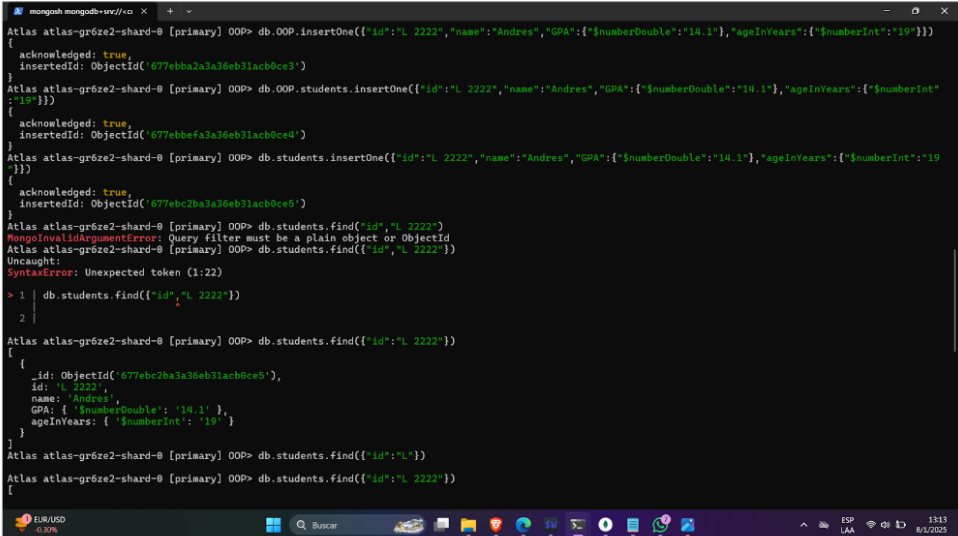 mongosh mongodb+srv://<cr
Atlas atlas-gr6ze2-shard-0 [primary] OOP> db.OOP.insertOne({"id":"L 2222","name":"Andres","GPA":{"$numberDouble":"14.1"},"ageInYears":{"$numberInt":"19"}})
{
acknowledged: true,
insertedId: ObjectId('677ebba2a3a36eb31acb0ce3')
}
Atlas atlas-gr6ze2-shard-0 [primary] OOP> db.OOP.students.insertOne({"id":"L 2222","name":"Andres","GPA":{"$numberDouble":"14.1"},"ageInYears":{"$numberInt"
:"19"}})
{
acknowledged: true,
insertedId: ObjectId('677ebbefa3a36eb31acb0ce4')
}
Atlas atlas-gr6ze2-shard-0 [primary] OOP> db.students.insertOne({"id":"L 2222","name":"Andres","GPA":{"$numberDouble":"14.1"},"ageInYears":{"$numberInt":"19
"}})
{
acknowledged: true,
insertedId: ObjectId('677ebc2ba3a36eb31acb0ce5')
}
Atlas atlas-gr6ze2-shard-0 [primary] OOP> db.students.find("id","L 2222")
MongoInvalidArgumentError: Query filter must be a plain object or ObjectId
Atlas atlas-gr6ze2-shard-0 [primary] OOP> db.students.find({"id","L 2222"})
Uncaught:
SyntaxError: Unexpected token (1:22)
> 1 | db.students.find({"id","L 2222"})
| ^
2 |
Atlas atlas-gr6ze2-shard-0 [primary] OOP> db.students.find({"id":"L 2222"})
[
{
_id: ObjectId('677ebc2ba3a36eb31acb0ce5'),
id: 'L 2222',
name: 'Andres',
GPA: { '$numberDouble': '14.1' },
ageInYears: { '$numberInt': '19' }
}
]
Atlas atlas-gr6ze2-shard-0 [primary] OOP> db.students.find({"id":"L"})
Atlas atlas-gr6ze2-shard-0 [primary] OOP> db.students.find({"id":"L 2222"})
[
EUR/USD
-0.30%
Buscar
ESP
LAA
13:13
8/1/2025